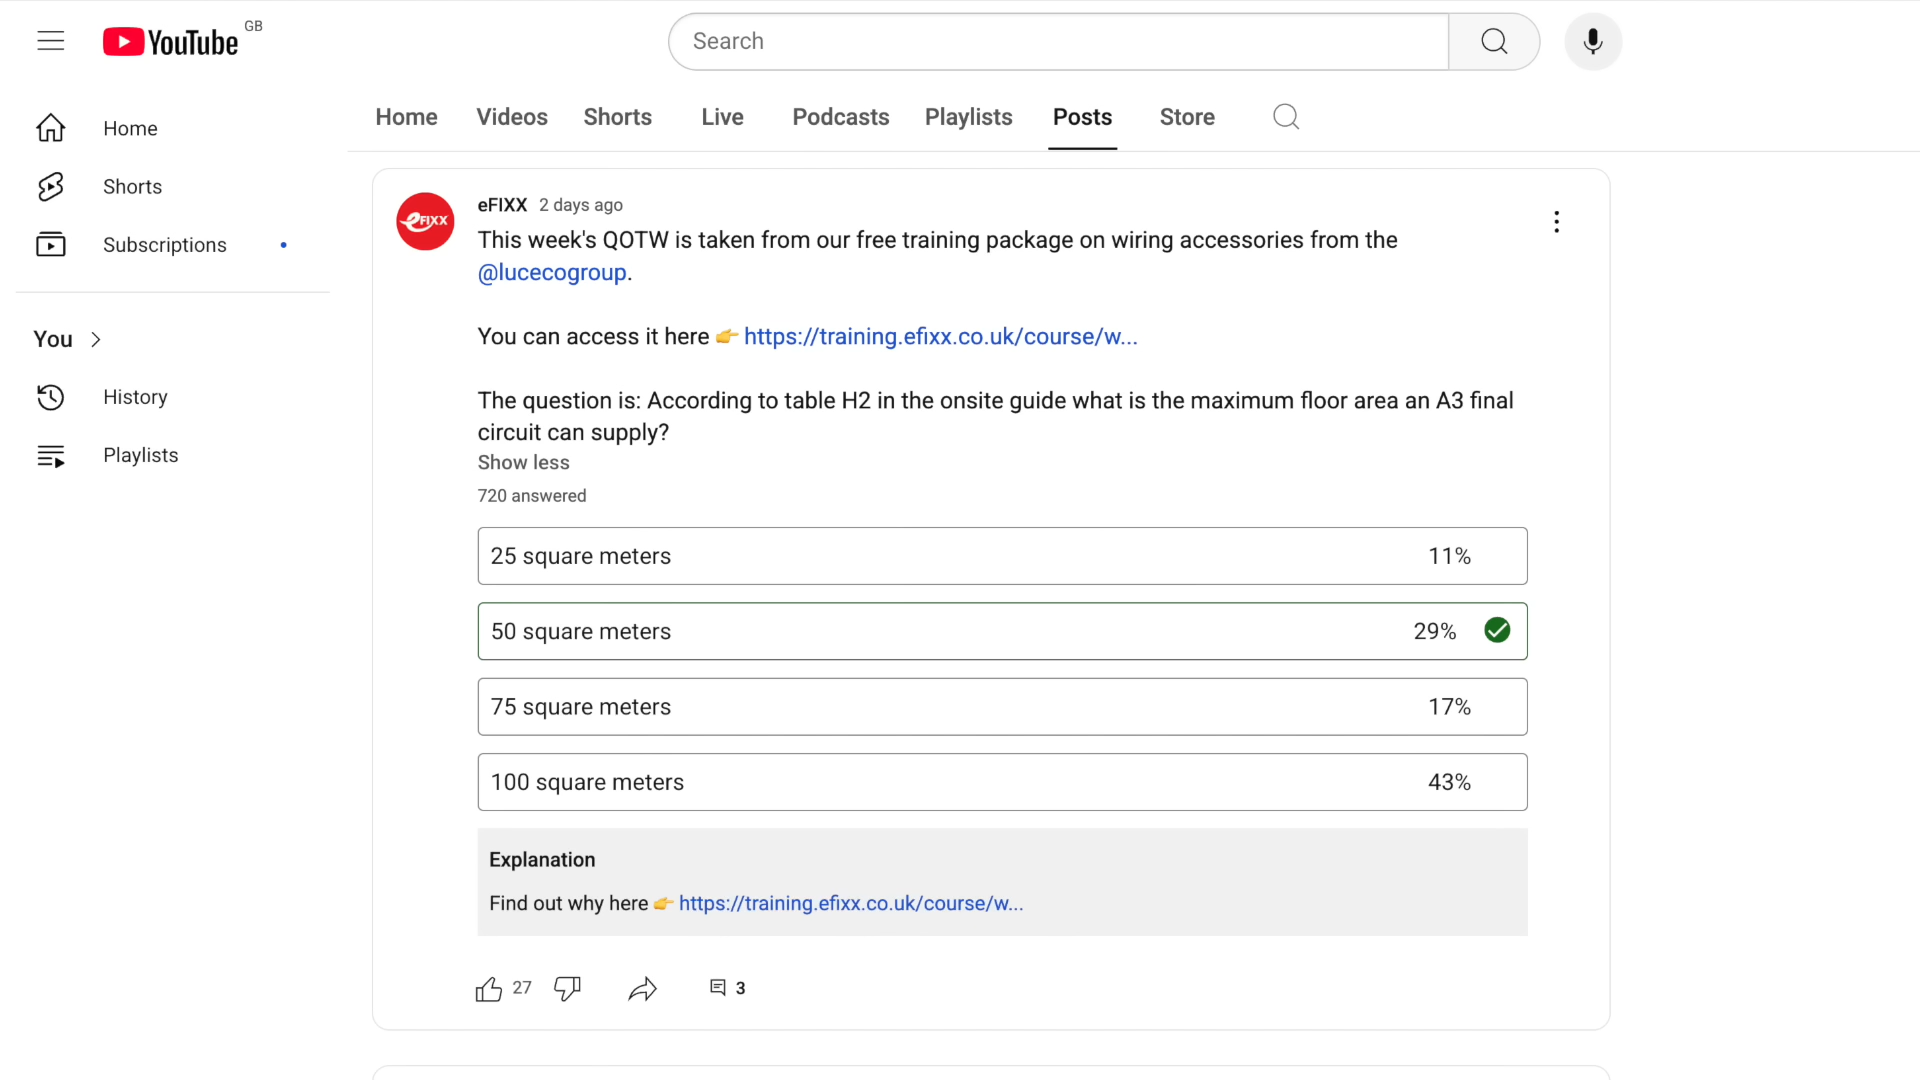 YouTube GB
Search
Home
Shorts
Subscriptions
You
History
Playlists
Home Videos Shorts Live Podcasts Playlists Posts Store
eFIXX
eFIXX 2 days ago
This week's QOTW is taken from our free training package on wiring accessories from the
@lucecogroup.
You can access it here 👉 https://training.efixx.co.uk/course/w...
The question is: According to table H2 in the onsite guide what is the maximum floor area an A3 final
circuit can supply?
Show less
720 answered
25 square meters 11%
50 square meters 29%
75 square meters 17%
100 square meters 43%
Explanation
Find out why here 👉 https://training.efixx.co.uk/course/w...
27 3